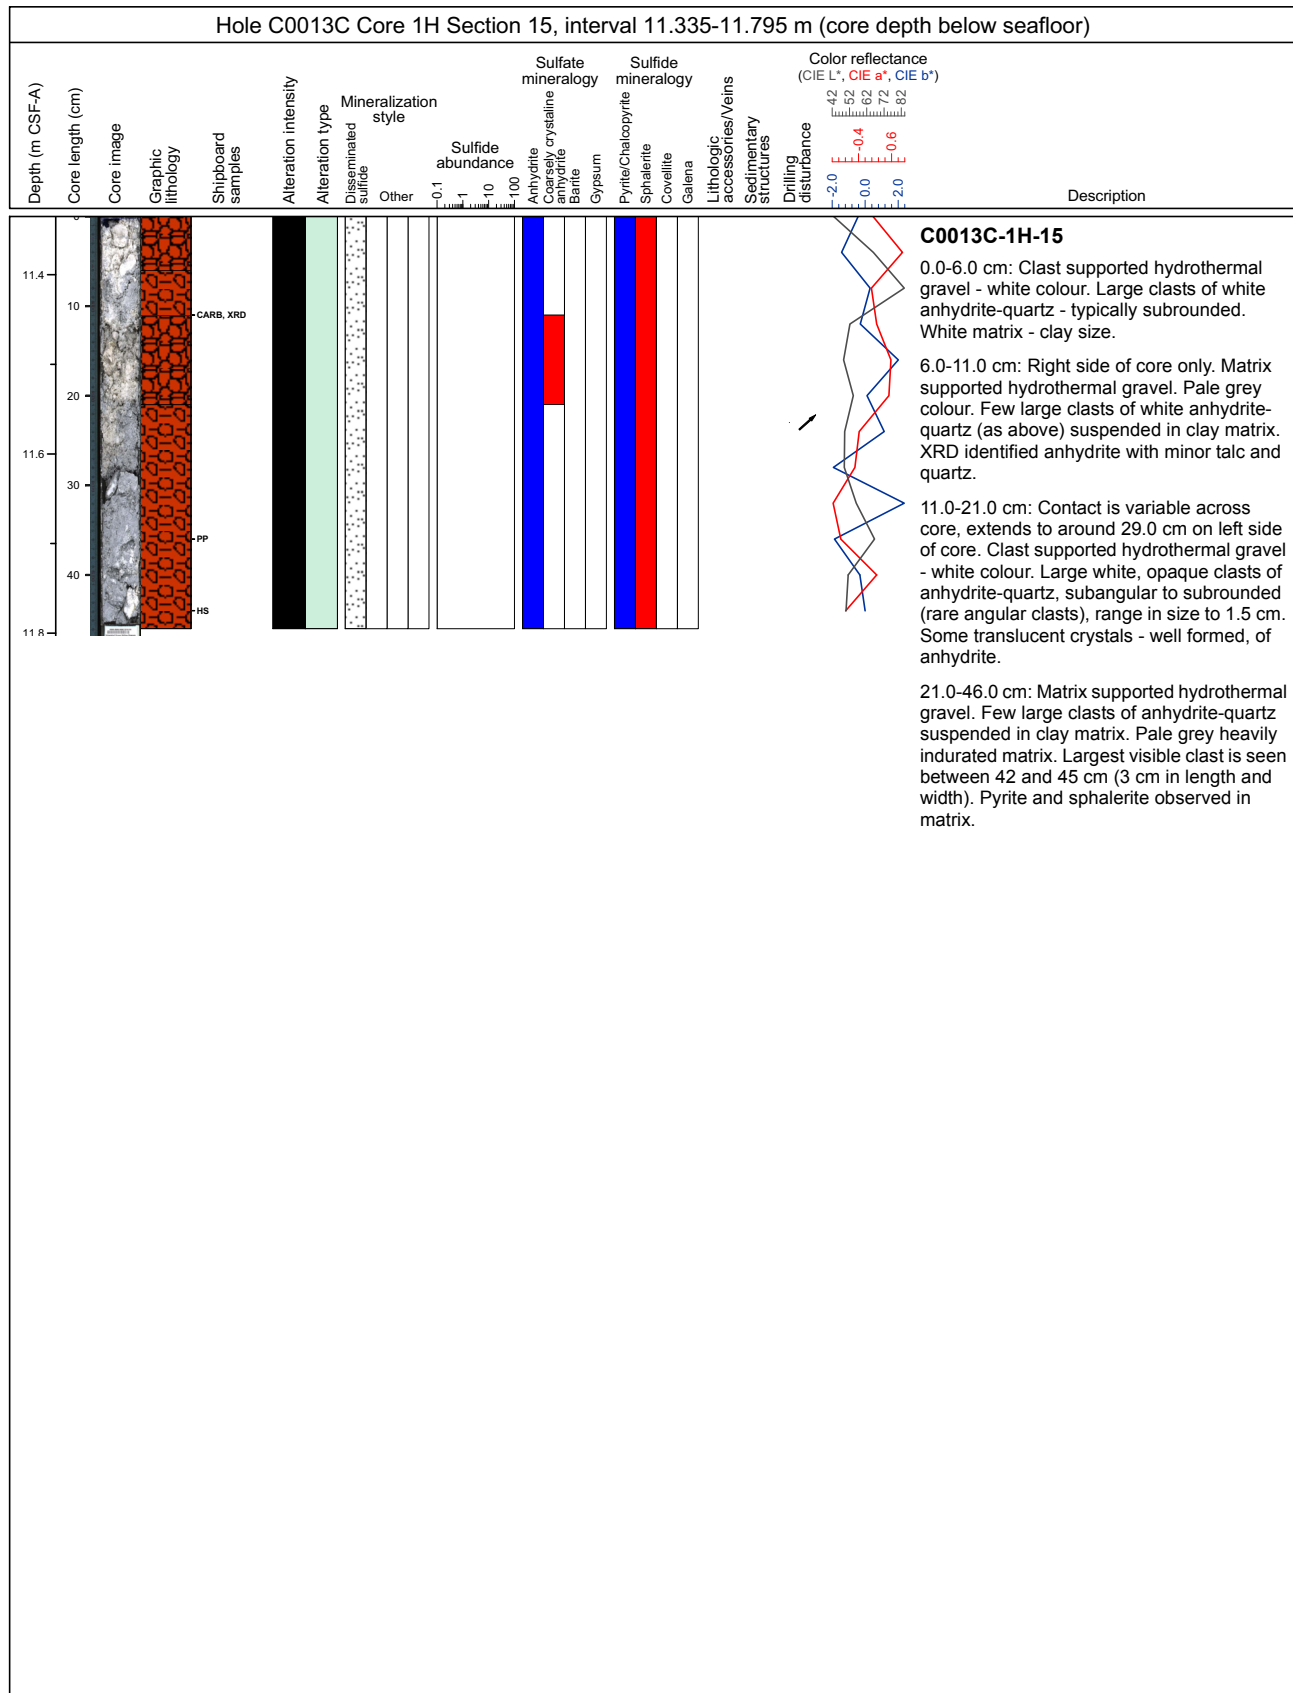 Hole C0013C Core 1H Section 15, interval 11.335-11.795 m (core depth below seafloor)
Depth (m CSF-A)
Core length (cm)
Core image
Graphic
lithology
Shipboard
samples
Alteration intensity
Alteration type
Mineralization
style
Disseminated
sulfide
Other
Sulfide
abundance
0.1
1
10
100
Sulfate
mineralogy
Anhydrite
Coarsely crystaline
anhydrite
Barite
Gypsum
Sulfide
mineralogy
Pyrite/Chalcopyrite
Sphalerite
Covellite
Galena
Lithologic
accessories/Veins
Sedimentary
structures
Drilling
disturbance
Color reflectance
(CIE L*, CIE a*, CIE b*)
42
52
62
72
82
-0.4
0.6
-2.0
0.0
2.0
Description
0
11.4
10
20
11.6
30
40
11.8
CARB, XRD
PP
HS
C0013C-1H-15
0.0-6.0 cm: Clast supported hydrothermal
gravel - white colour. Large clasts of white
anhydrite-quartz - typically subrounded.
White matrix - clay size.
6.0-11.0 cm: Right side of core only. Matrix
supported hydrothermal gravel. Pale grey
colour. Few large clasts of white anhydrite-
quartz (as above) suspended in clay matrix.
XRD identified anhydrite with minor talc and
quartz.
11.0-21.0 cm: Contact is variable across
core, extends to around 29.0 cm on left side
of core. Clast supported hydrothermal gravel
- white colour. Large white, opaque clasts of
anhydrite-quartz, subangular to subrounded
(rare angular clasts), range in size to 1.5 cm.
Some translucent crystals - well formed, of
anhydrite.
21.0-46.0 cm: Matrix supported hydrothermal
gravel. Few large clasts of anhydrite-quartz
suspended in clay matrix. Pale grey heavily
indurated matrix. Largest visible clast is seen
between 42 and 45 cm (3 cm in length and
width). Pyrite and sphalerite observed in
matrix.